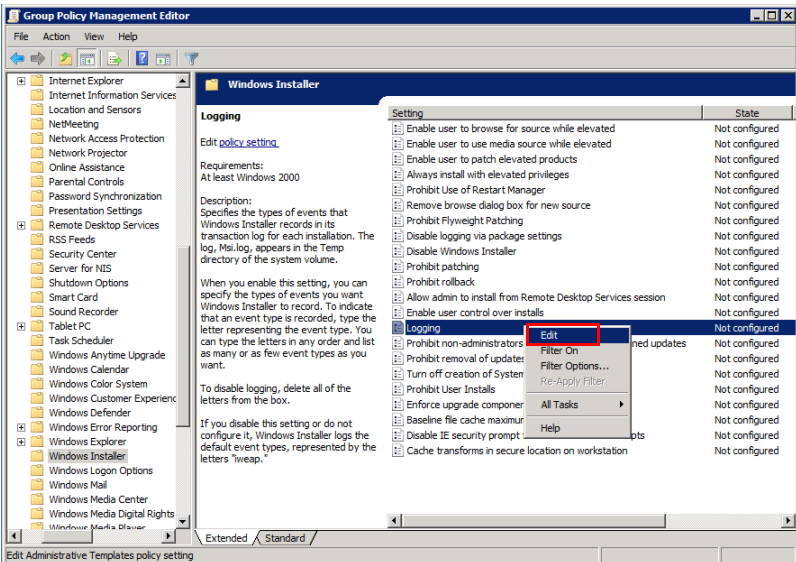 Group Policy Management Editor
File Action View Help
Internet Explorer
Internet Information Services
Location and Sensors
NetMeeting
Network Access Protection
Network Projector
Online Assistance
Parental Controls
Password Synchronization
Presentation Settings
Remote Desktop Services
RSS Feeds
Security Center
Server for NIS
Shutdown Options
Smart Card
Sound Recorder
Tablet PC
Task Scheduler
Windows Anytime Upgrade
Windows Calendar
Windows Color System
Windows Customer Experienc
Windows Defender
Windows Error Reporting
Windows Explorer
Windows Installer
Windows Logon Options
Windows Mail
Windows Media Center
Windows Media Digital Rights
Windows Media Player
Windows Installer
Logging
Edit policy setting
Requirements:
At least Windows 2000
Description:
Specifies the types of events that
Windows Installer records in its
transaction log for each installation. The
log, Msi.log, appears in the Temp
directory of the system volume.
When you enable this setting, you can
specify the types of events you want
Windows Installer to record. To indicate
that an event type is recorded, type the
letter representing the event type. You
can type the letters in any order and list
as many or as few event types as you
want.
To disable logging, delete all of the
letters from the box.
If you disable this setting or do not
configure it, Windows Installer logs the
default event types, represented by the
letters "iweap."
Setting State
Enable user to browse for source while elevated Not configured
Enable user to use media source while elevated Not configured
Enable user to patch elevated products Not configured
Always install with elevated privileges Not configured
Prohibit Use of Restart Manager Not configured
Remove browse dialog box for new source Not configured
Prohibit Flyweight Patching Not configured
Disable logging via package settings Not configured
Disable Windows Installer Not configured
Prohibit patching Not configured
Prohibit rollback Not configured
Allow admin to install from Remote Desktop Services session Not configured
Enable user control over installs Not configured
Logging Not configured
Prohibit non-administrators ned updates Not configured
Prohibit removal of updates Not configured
Turn off creation of System Not configured
Prohibit User Installs Not configured
Enforce upgrade componen Not configured
Baseline file cache maximum Not configured
Disable IE security prompt pts Not configured
Cache transforms in secure location on workstation Not configured
Edit
Filter On
Filter Options...
Re-Apply Filter
All Tasks
Help
Extended Standard
Edit Administrative Templates policy setting